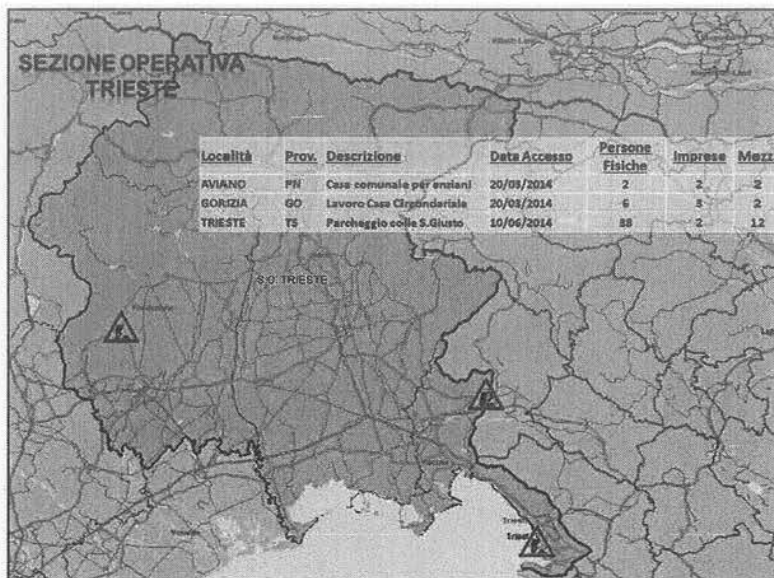 SEZIONE OPERATIVA
TRIESTE
Località Prov. Descrizione Data Accesso Persone Fisiche Imprese Mezzi
AVIANO PN Casa comunale per anziani 20/03/2014 2 2 2
GORIZIA GO Lavoro Casa Circondariale 20/03/2014 6 3 2
TRIESTE TS Parcheggio colle S.Giusto 10/06/2014 88 2 12
S.O. TRIESTE